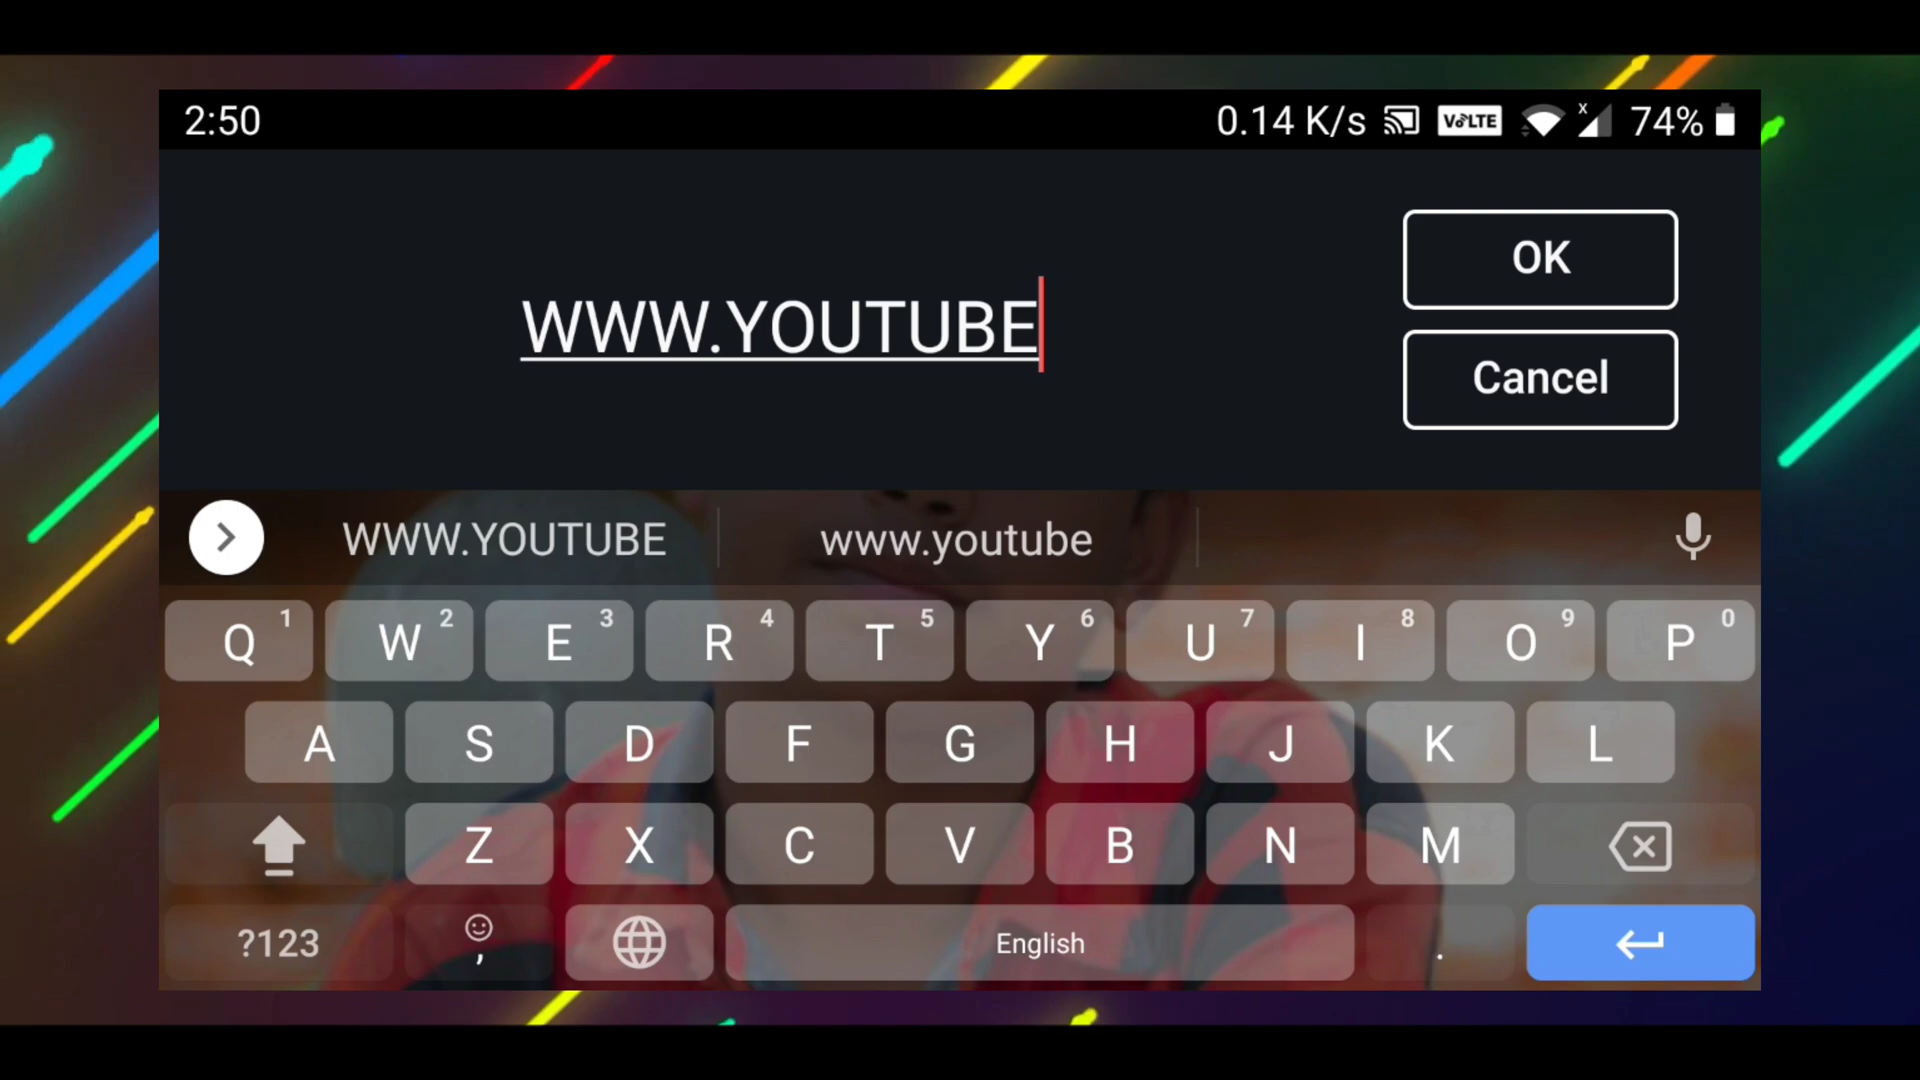 2:50 0.14 K/s VoLTE x 74%
OK
WWW.YOUTUBE
Cancel
WWW.YOUTUBE www.youtube
Q 1 W 2 E 3 R 4 T 5 Y 6 U 7 I 8 O 9 P 0
A S D F G H J K L
Z X C V B N M
?123 , English .